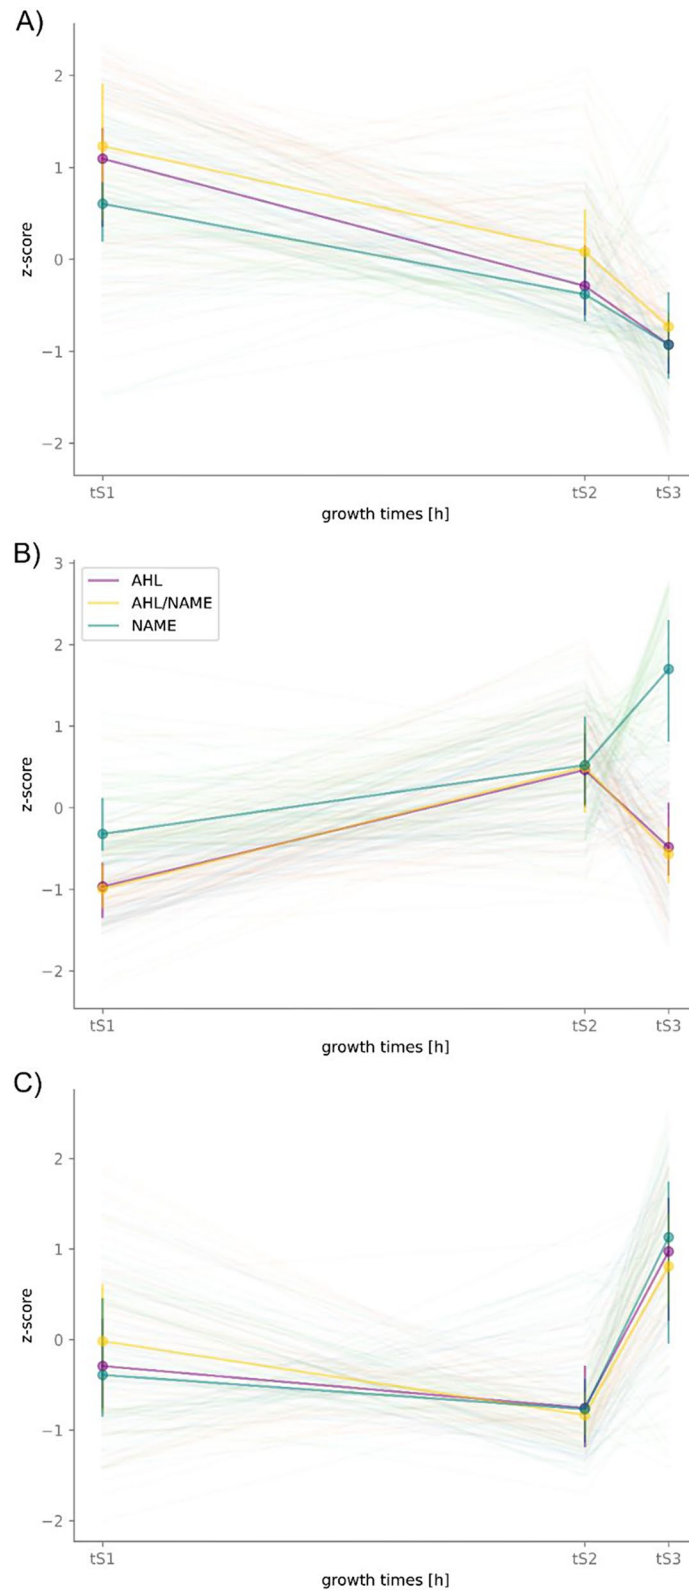 A)
2
1
0
−1
−2
z-score
tS1 tS2 tS3
growth times [h]
B)
3
2
1
0
−1
−2
z-score
AHL
AHL/NAME
NAME
tS1 tS2 tS3
growth times [h]
C)
2
1
0
−1
−2
z-score
tS1 tS2 tS3
growth times [h]